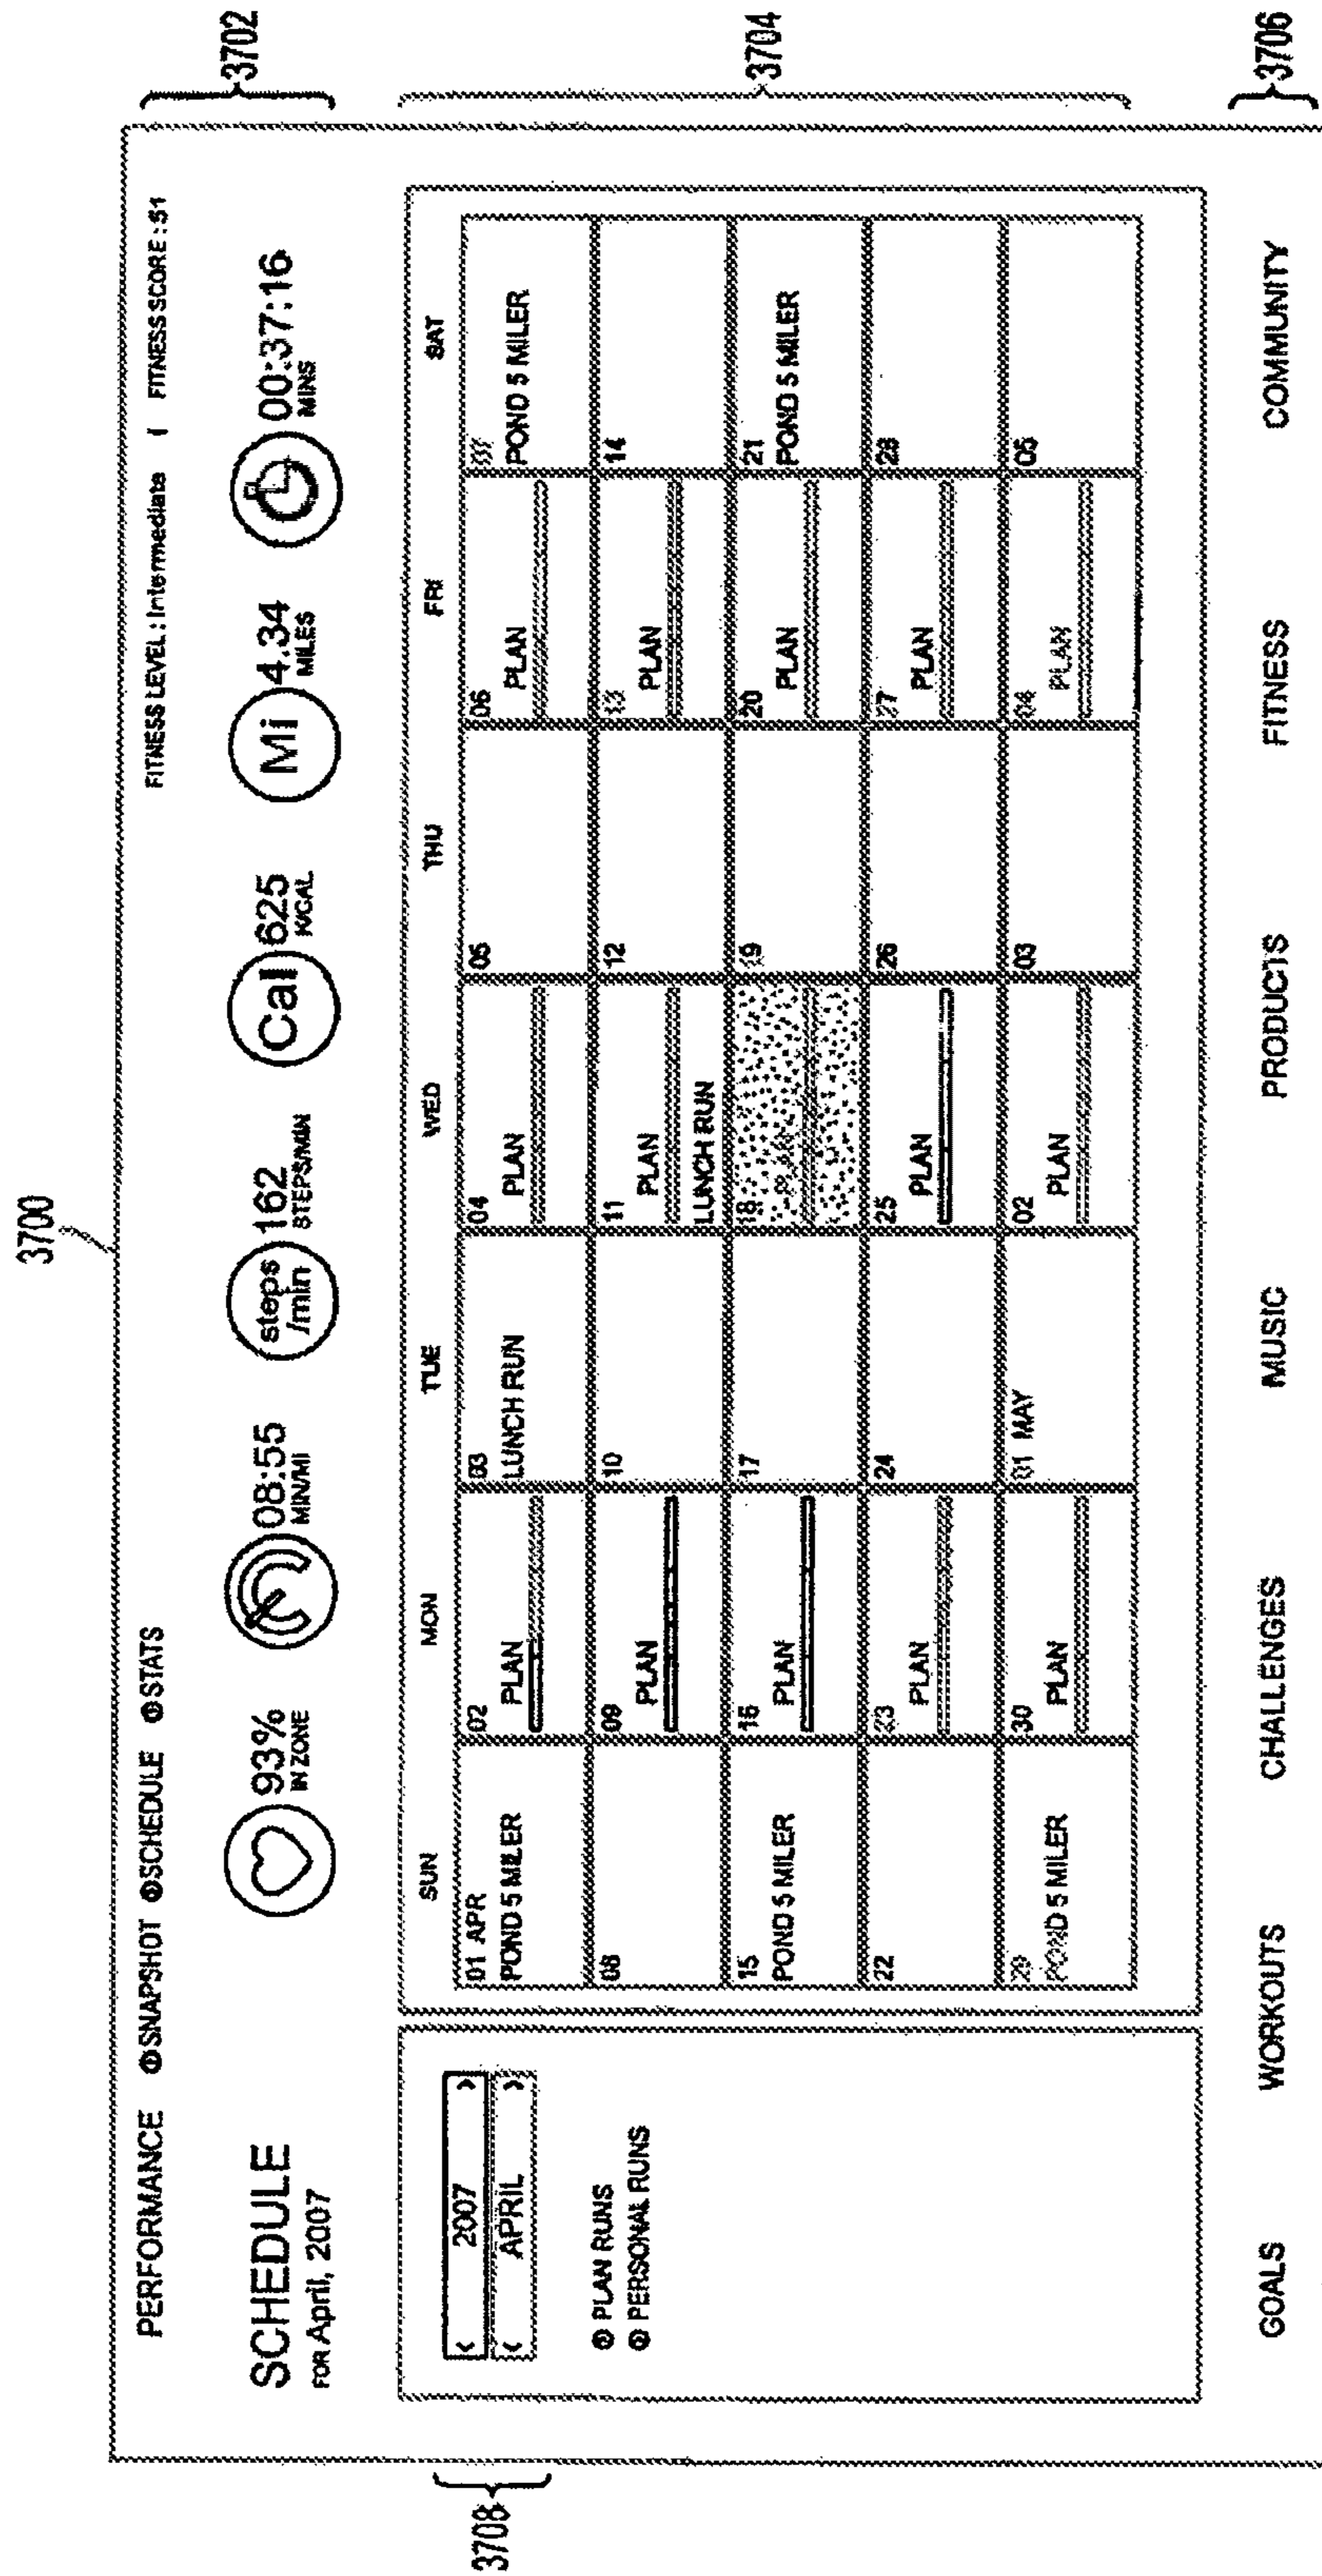 3700
PERFORMANCE SNAPSHOT SCHEDULE STATS
FITNESS LEVEL: Intermediate | FITNESS SCORE: 51
3702
SCHEDULE
FOR April, 2007
93%
IN ZONE
08:55
MIN/MI
steps
/min
162
STEPS/MIN
Cal
625
K/CAL
Mi
4.34
MILES
00:37:16
MINS
3708
< 2007 >
< APRIL >
PLAN RUNS
PERSONAL RUNS
3704
SUN MON TUE WED THU FRI SAT
01 APR 02 03 04 05 06 07
POND 5 MILER PLAN LUNCH RUN PLAN PLAN POND 5 MILER
08 09 10 11 12 13 14
PLAN PLAN PLAN
LUNCH RUN
15 16 17 18 19 20 21
POND 5 MILER PLAN PLAN POND 5 MILER
22 23 24 25 26 27 28
PLAN PLAN PLAN
29 30 01 MAY 02 03 04 05
POND 5 MILER PLAN PLAN PLAN
GOALS WORKOUTS CHALLENGES MUSIC PRODUCTS FITNESS COMMUNITY
3706